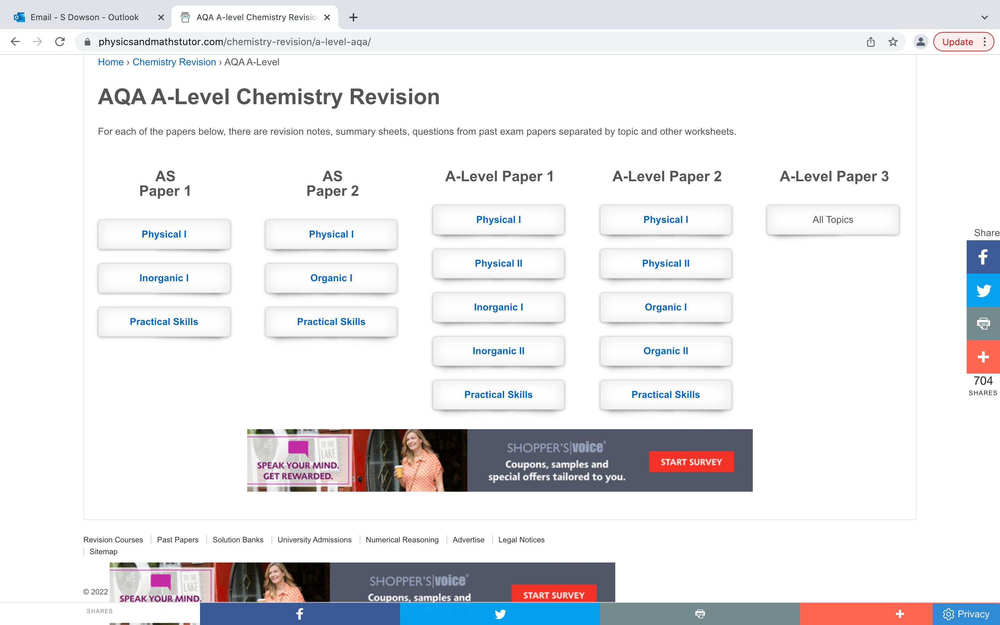 Email - S Dowson - Outlook
AQA A-level Chemistry Revisio
physicsandmathstutor.com/chemistry-revision/a-level-aqa/
Update
Home › Chemistry Revision › AQA A-Level
AQA A-Level Chemistry Revision
For each of the papers below, there are revision notes, summary sheets, questions from past exam papers separated by topic and other worksheets.
AS
Paper 1
Physical I
Inorganic I
Practical Skills
AS
Paper 2
Physical I
Organic I
Practical Skills
A-Level Paper 1
Physical I
Physical II
Inorganic I
Inorganic II
Practical Skills
A-Level Paper 2
Physical I
Physical II
Organic I
Organic II
Practical Skills
A-Level Paper 3
All Topics
Share
704
SHARES
TO THE
LAKE
SPEAK YOUR MIND.
GET REWARDED.
SHOPPER'S|voice®
Coupons, samples and
special offers tailored to you.
START SURVEY
Revision Courses | Past Papers | Solution Banks | University Admissions | Numerical Reasoning | Advertise | Legal Notices
| Sitemap
© 2022
TO THE
LAKE
SPEAK YOUR MIND.
SHOPPER'S|voice®
Coupons, samples and
START SURVEY
SHARES
Privacy